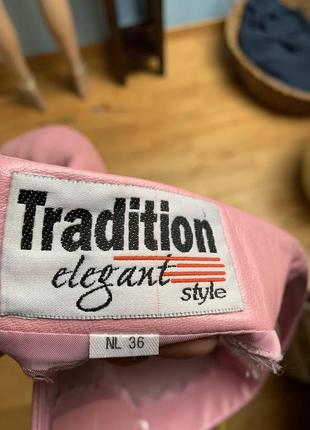 Tradition
elegant
style
NL 36